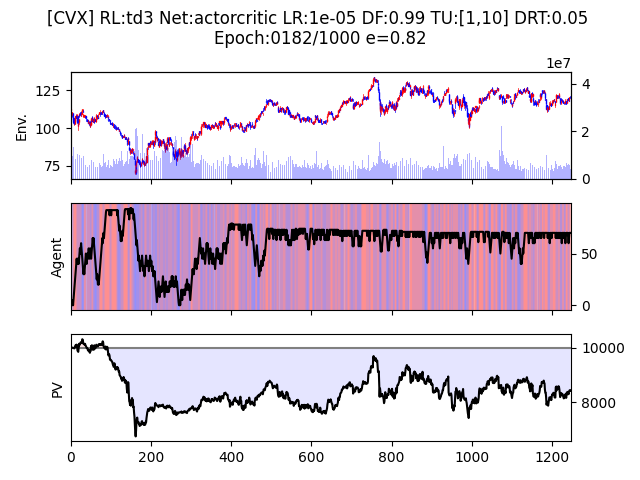 [CVX] RL:td3 Net:actorcritic LR:1e-05 DF:0.99 TU:[1,10] DRT:0.05
Epoch:0182/1000 e=0.82
1e7
125
100
75
Env.
4
2
0
Agent
50
0
PV
10000
8000
0
200
400
600
800
1000
1200